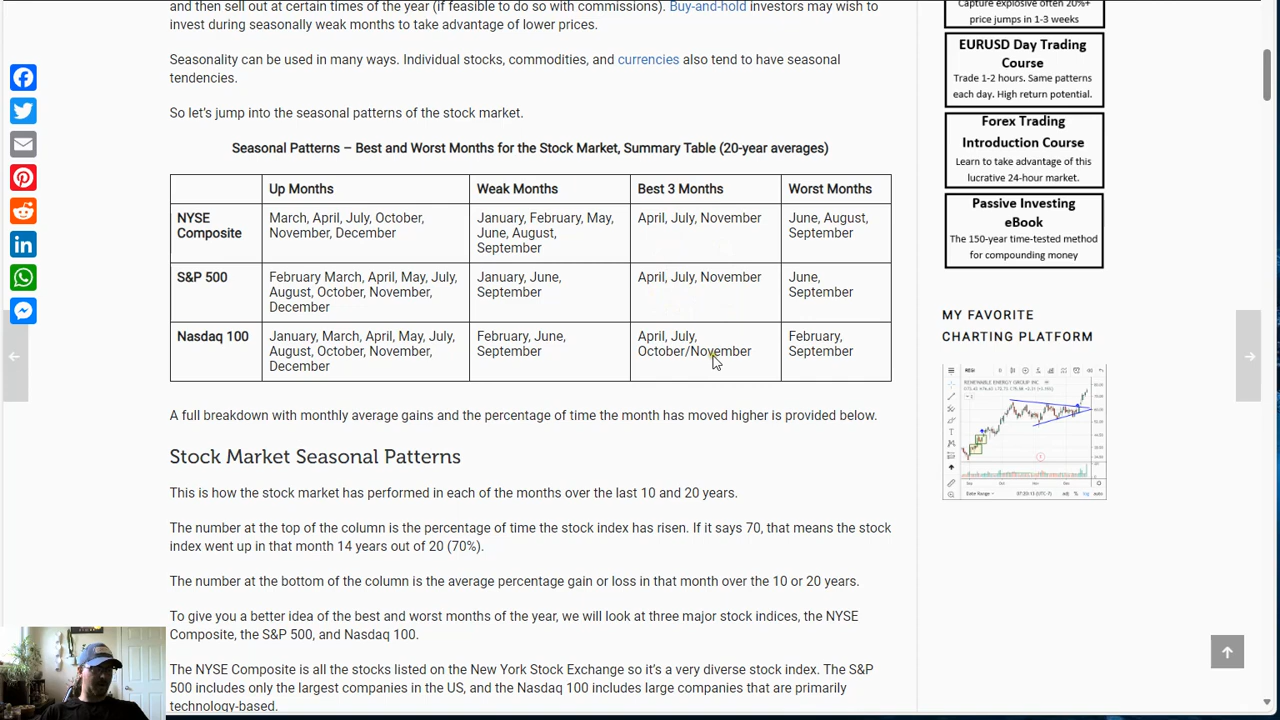 and then sell out at certain times of the year (if feasible to do so with commissions). Buy-and-hold investors may wish to
invest during seasonally weak months to take advantage of lower prices.
Seasonality can be used in many ways. Individual stocks, commodities, and currencies also tend to have seasonal
tendencies.
So let's jump into the seasonal patterns of the stock market.
Seasonal Patterns – Best and Worst Months for the Stock Market, Summary Table (20-year averages)
Up Months
Weak Months
Best 3 Months
Worst Months
NYSE
Composite
March, April, July, October,
November, December
January, February, May,
June, August,
September
April, July, November
June, August,
September
S&P 500
February March, April, May, July,
August, October, November,
December
January, June,
September
April, July, November
June,
September
Nasdaq 100
January, March, April, May, July,
August, October, November,
December
February, June,
September
April, July,
October/November
February,
September
A full breakdown with monthly average gains and the percentage of time the month has moved higher is provided below.
Stock Market Seasonal Patterns
This is how the stock market has performed in each of the months over the last 10 and 20 years.
The number at the top of the column is the percentage of time the stock index has risen. If it says 70, that means the stock
index went up in that month 14 years out of 20 (70%).
The number at the bottom of the column is the average percentage gain or loss in that month over the 10 or 20 years.
To give you a better idea of the best and worst months of the year, we will look at three major stock indices, the NYSE
Composite, the S&P 500, and Nasdaq 100.
The NYSE Composite is all the stocks listed on the New York Stock Exchange so it's a very diverse stock index. The S&P
500 includes only the largest companies in the US, and the Nasdaq 100 includes large companies that are primarily
technology-based.
Capture explosive often 20%+
price jumps in 1-3 weeks
EURUSD Day Trading
Course
Trade 1-2 hours. Same patterns
each day. High return potential.
Forex Trading
Introduction Course
Learn to take advantage of this
lucrative 24-hour market.
Passive Investing
eBook
The 150-year time-tested method
for compounding money
MY FAVORITE
CHARTING PLATFORM
RENEWABLE ENERGY GROUP INC